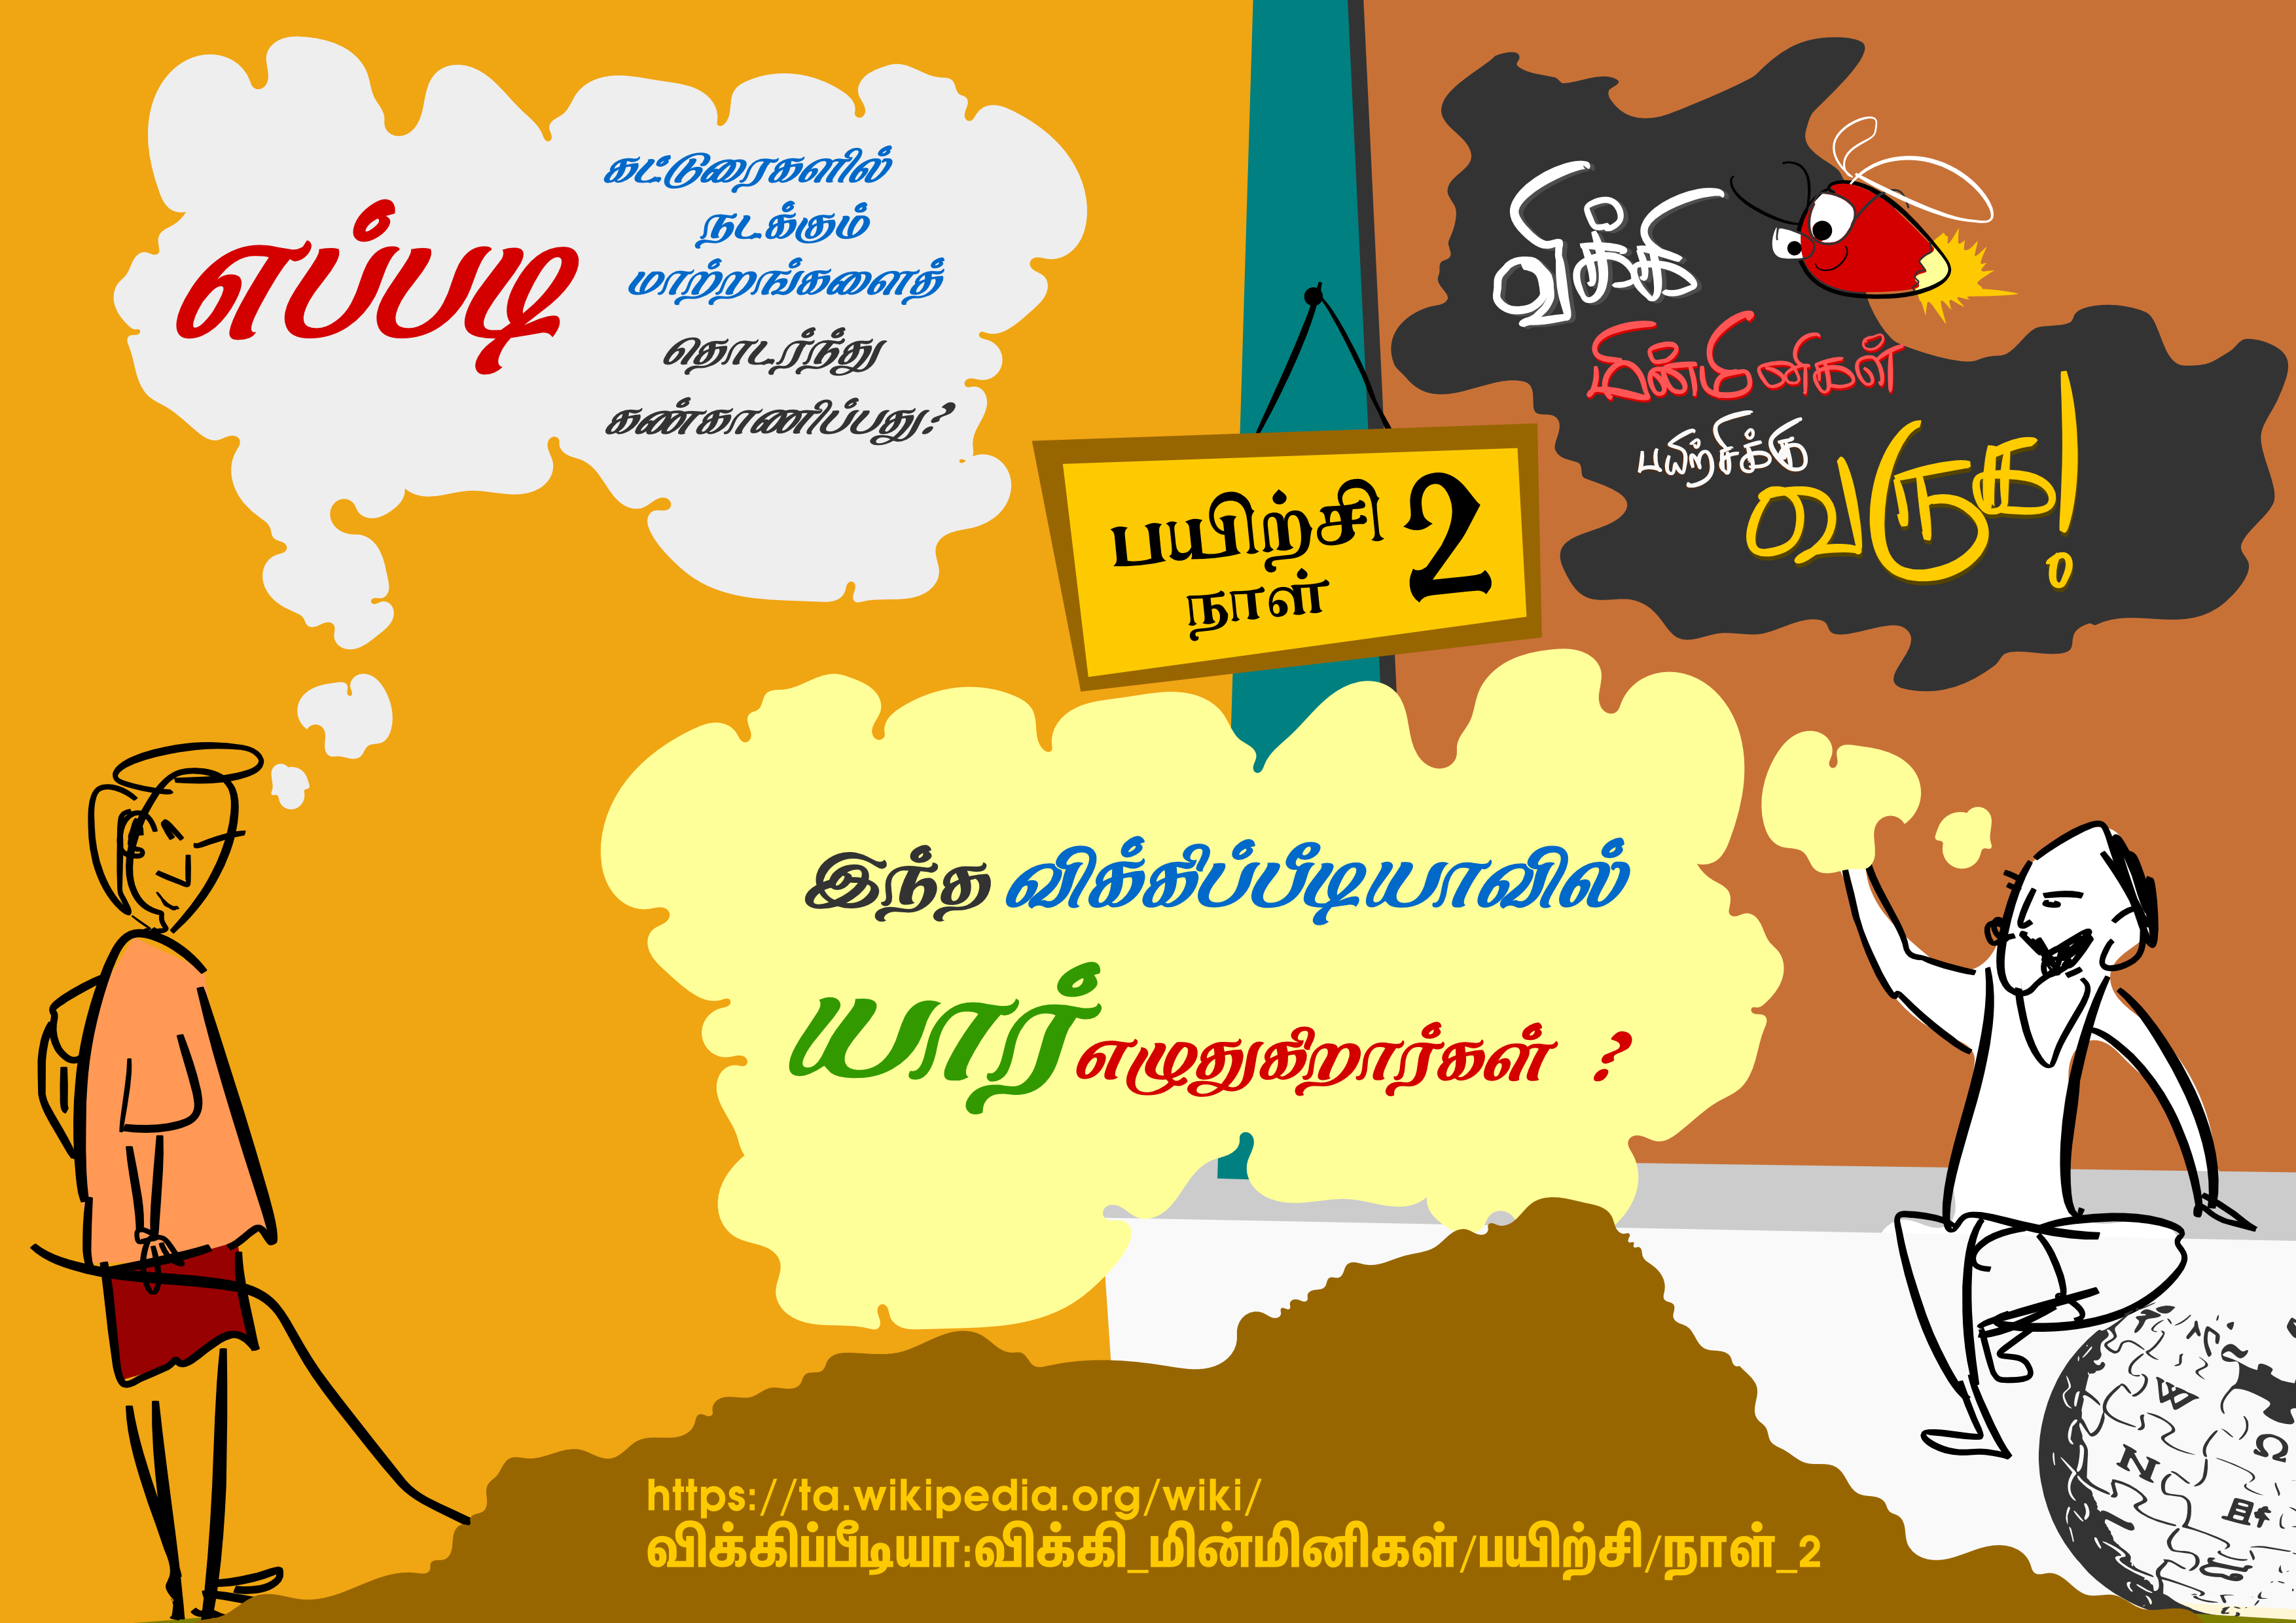 எப்படி
கட்டுரைகளில்
நடக்கும்
மாற்றங்களைத்
தொடர்ந்து
கண்காணிப்பது?
விக்கி
மின்மினிகள்
பயிற்சிக்கு
வருக!
பயிற்சி 2
நாள்
இந்த விக்கிப்பீடியாவில்
யார் எழுதுகிறார்கள் ?
https://ta.wikipedia.org/wiki/
விக்கிப்பீடியா:விக்கி_மின்மினிகள்/பயிற்சி/நாள்_2